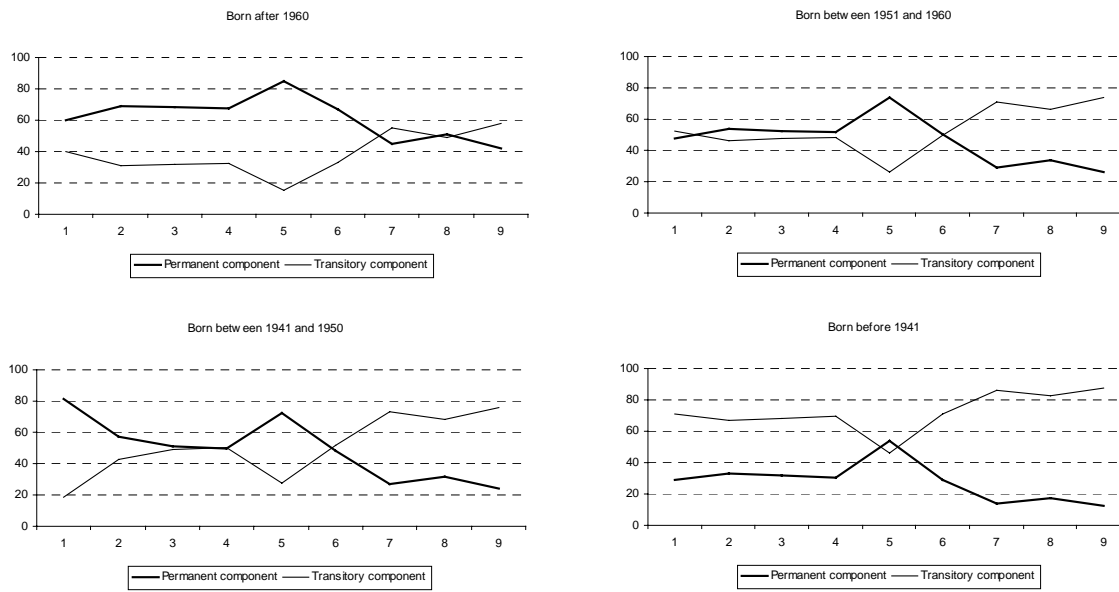 Born after 1960
100
80
60
40
20
0
1 2 3 4 5 6 7 8 9
Permanent component Transitory component
Born between 1951 and 1960
100
80
60
40
20
0
1 2 3 4 5 6 7 8 9
Permanent component Transitory component
Born between 1941 and 1950
100
80
60
40
20
0
1 2 3 4 5 6 7 8 9
Permanent component Transitory component
Born before 1941
100
80
60
40
20
0
1 2 3 4 5 6 7 8 9
Permanent component Transitory component